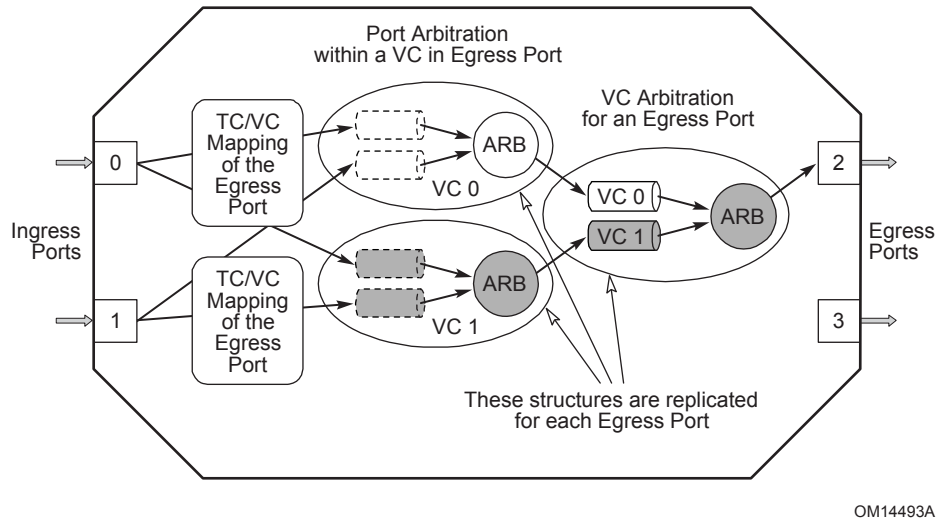 Port Arbitration
within a VC in Egress Port
VC Arbitration
for an Egress Port
TC/VC
Mapping
of the
Egress
Port
ARB
VC 0
0
2
VC 0
ARB
VC 1
Ingress
Ports
Egress
Ports
TC/VC
Mapping
of the
Egress
Port
ARB
VC 1
1
3
These structures are replicated
for each Egress Port
OM14493A